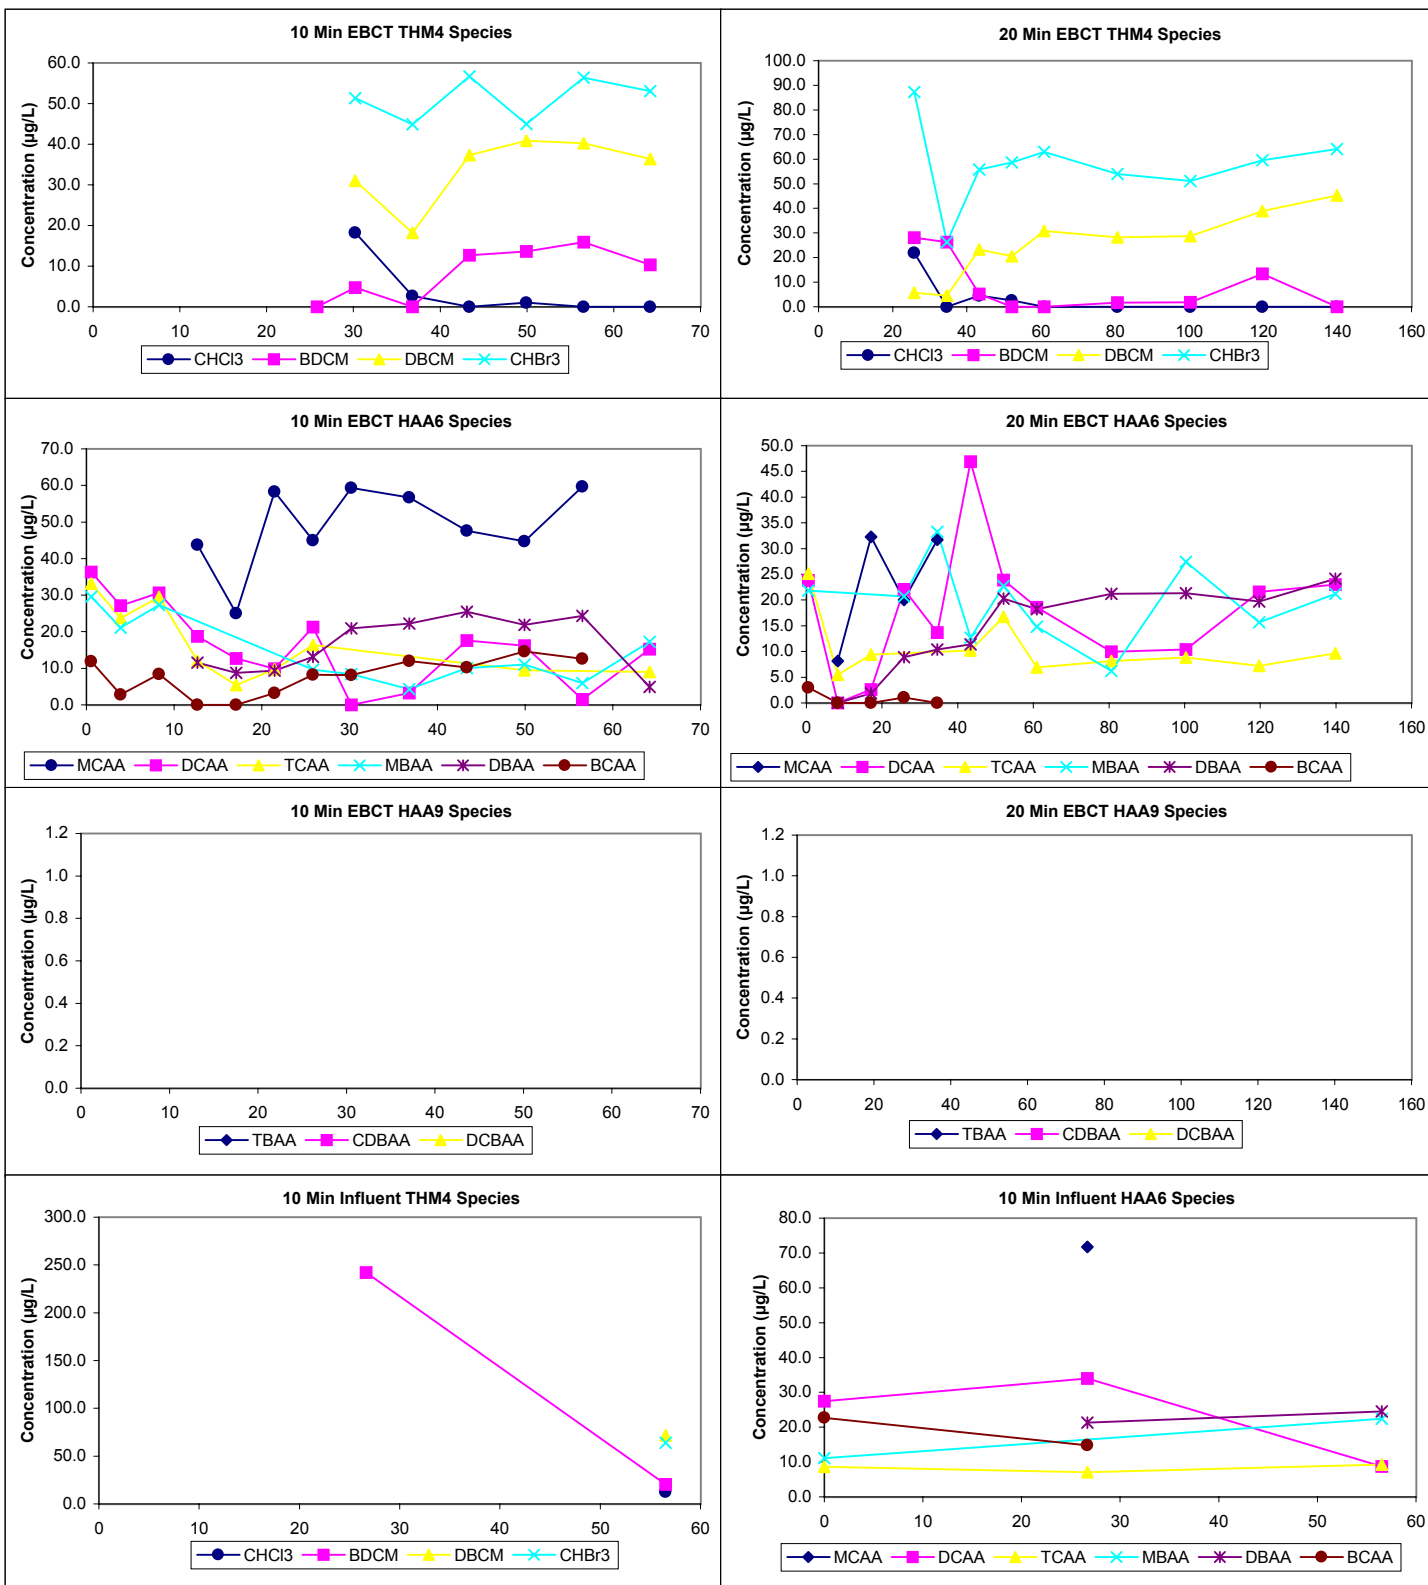 10 Min EBCT THM4 Species
Concentration (µg/L)
60.0
50.0
40.0
30.0
20.0
10.0
0.0
0 10 20 30 40 50 60 70
CHCl3 BDCM DBCM CHBr3
20 Min EBCT THM4 Species
Concentration (µg/L)
100.0
90.0
80.0
70.0
60.0
50.0
40.0
30.0
20.0
10.0
0.0
0 20 40 60 80 100 120 140 160
CHCl3 BDCM DBCM CHBr3
10 Min EBCT HAA6 Species
Concentration (µg/L)
70.0
60.0
50.0
40.0
30.0
20.0
10.0
0.0
0 10 20 30 40 50 60 70
MCAA DCAA TCAA MBAA DBAA BCAA
20 Min EBCT HAA6 Species
Concentration (µg/L)
50.0
45.0
40.0
35.0
30.0
25.0
20.0
15.0
10.0
5.0
0.0
0 20 40 60 80 100 120 140 160
MCAA DCAA TCAA MBAA DBAA BCAA
10 Min EBCT HAA9 Species
Concentration (µg/L)
1.2
1.0
0.8
0.6
0.4
0.2
0.0
0 10 20 30 40 50 60 70
TBAA CDBAA DCBAA
20 Min EBCT HAA9 Species
Concentration (µg/L)
1.2
1.0
0.8
0.6
0.4
0.2
0.0
0 20 40 60 80 100 120 140 160
TBAA CDBAA DCBAA
10 Min Influent THM4 Species
Concentration (µg/L)
300.0
250.0
200.0
150.0
100.0
50.0
0.0
0 10 20 30 40 50 60
CHCl3 BDCM DBCM CHBr3
10 Min Influent HAA6 Species
Concentration (µg/L)
80.0
70.0
60.0
50.0
40.0
30.0
20.0
10.0
0.0
0 10 20 30 40 50 60
MCAA DCAA TCAA MBAA DBAA BCAA